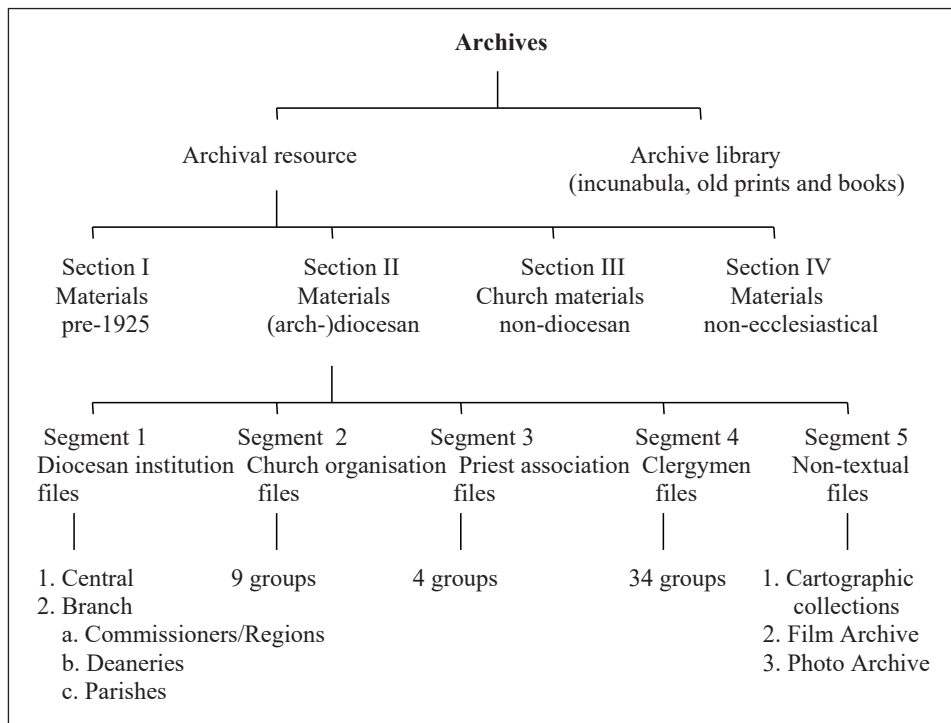 Archives
Archival resource
Archive library
(incunabula, old prints and books)
Section I
Materials
pre-1925
Section II
Materials
(arch-)diocesan
Section III
Church materials
non-diocesan
Section IV
Materials
non-ecclesiastical
Segment 1
Diocesan institution
files
Segment 2
Church organisation
files
Segment 3
Priest association
files
Segment 4
Clergymen
files
Segment 5
Non-textual
files
1. Central
2. Branch
a. Commissioners/Regions
b. Deaneries
c. Parishes
9 groups
4 groups
34 groups
1. Cartographic
collections
2. Film Archive
3. Photo Archive